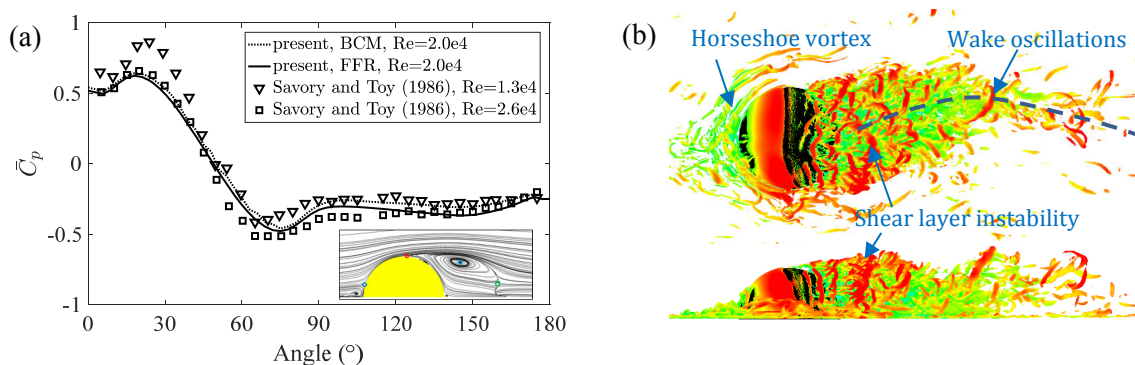 (a)
1
0.5
0
-0.5
-1
C̄p
0
30
60
90
120
150
180
Angle (°)
present, BCM, Re=2.0e4
present, FFR, Re=2.0e4
Savory and Toy (1986), Re=1.3e4
Savory and Toy (1986), Re=2.6e4
(b)
Horseshoe vortex
Wake oscillations
Shear layer instability